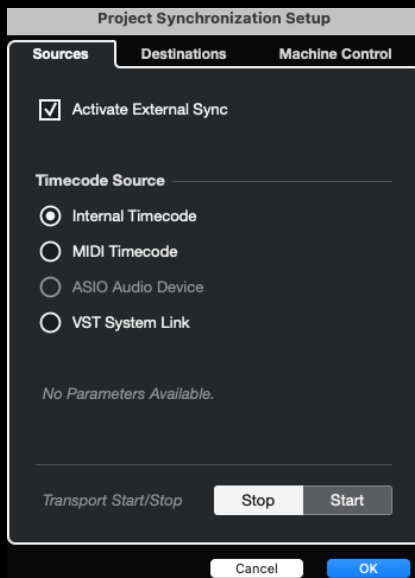 Project Synchronization Setup
Sources Destinations Machine Control
Activate External Sync
Timecode Source
Internal Timecode
MIDI Timecode
ASIO Audio Device
VST System Link
No Parameters Available.
Transport Start/Stop Stop Start
Cancel OK